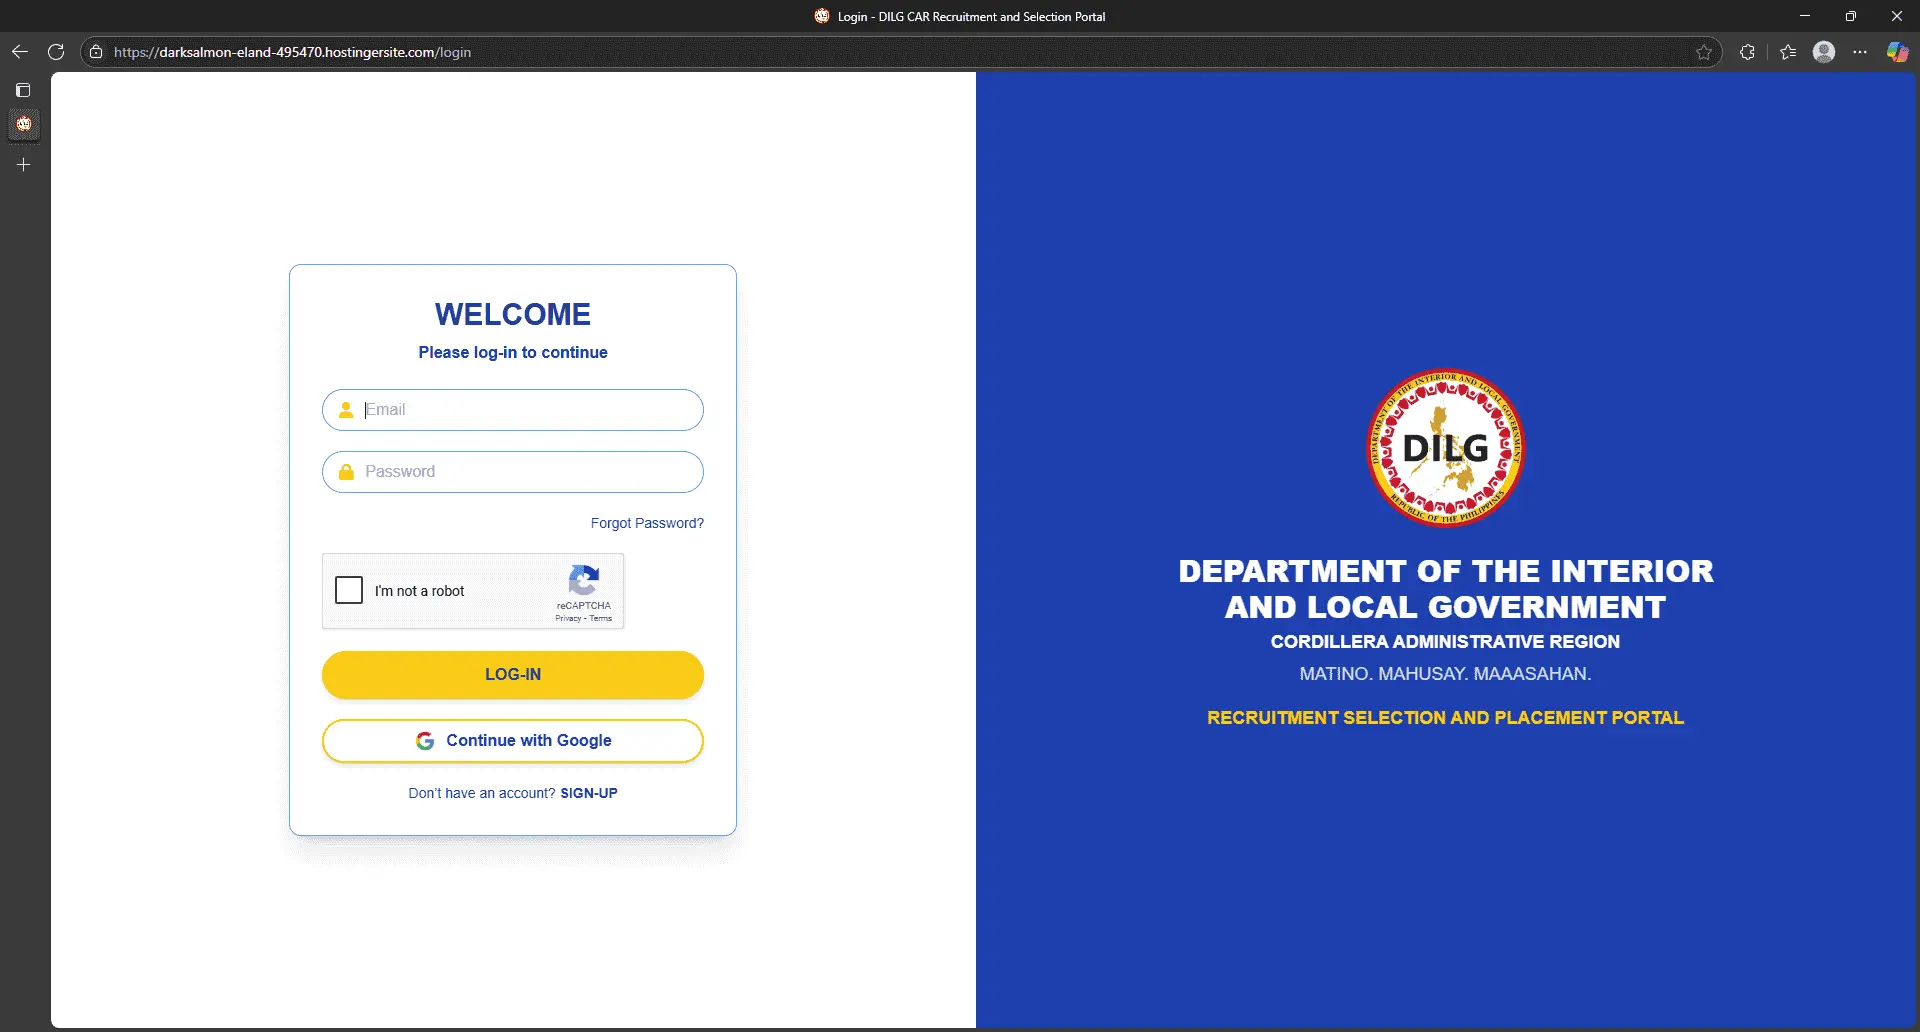 Login - DILG CAR Recruitment and Selection Portal
https://darksalmon-eland-495470.hostingersite.com/login
WELCOME
Please log-in to continue
Email
Password
Forgot Password?
I'm not a robot
reCAPTCHA
Privacy - Terms
LOG-IN
Continue with Google
Don't have an account? SIGN-UP
DEPARTMENT OF THE INTERIOR AND LOCAL GOVERNMENT
DILG
REPUBLIC OF THE PHILIPPINES
DEPARTMENT OF THE INTERIOR
AND LOCAL GOVERNMENT
CORDILLERA ADMINISTRATIVE REGION
MATINO. MAHUSAY. MAAASAHAN.
RECRUITMENT SELECTION AND PLACEMENT PORTAL